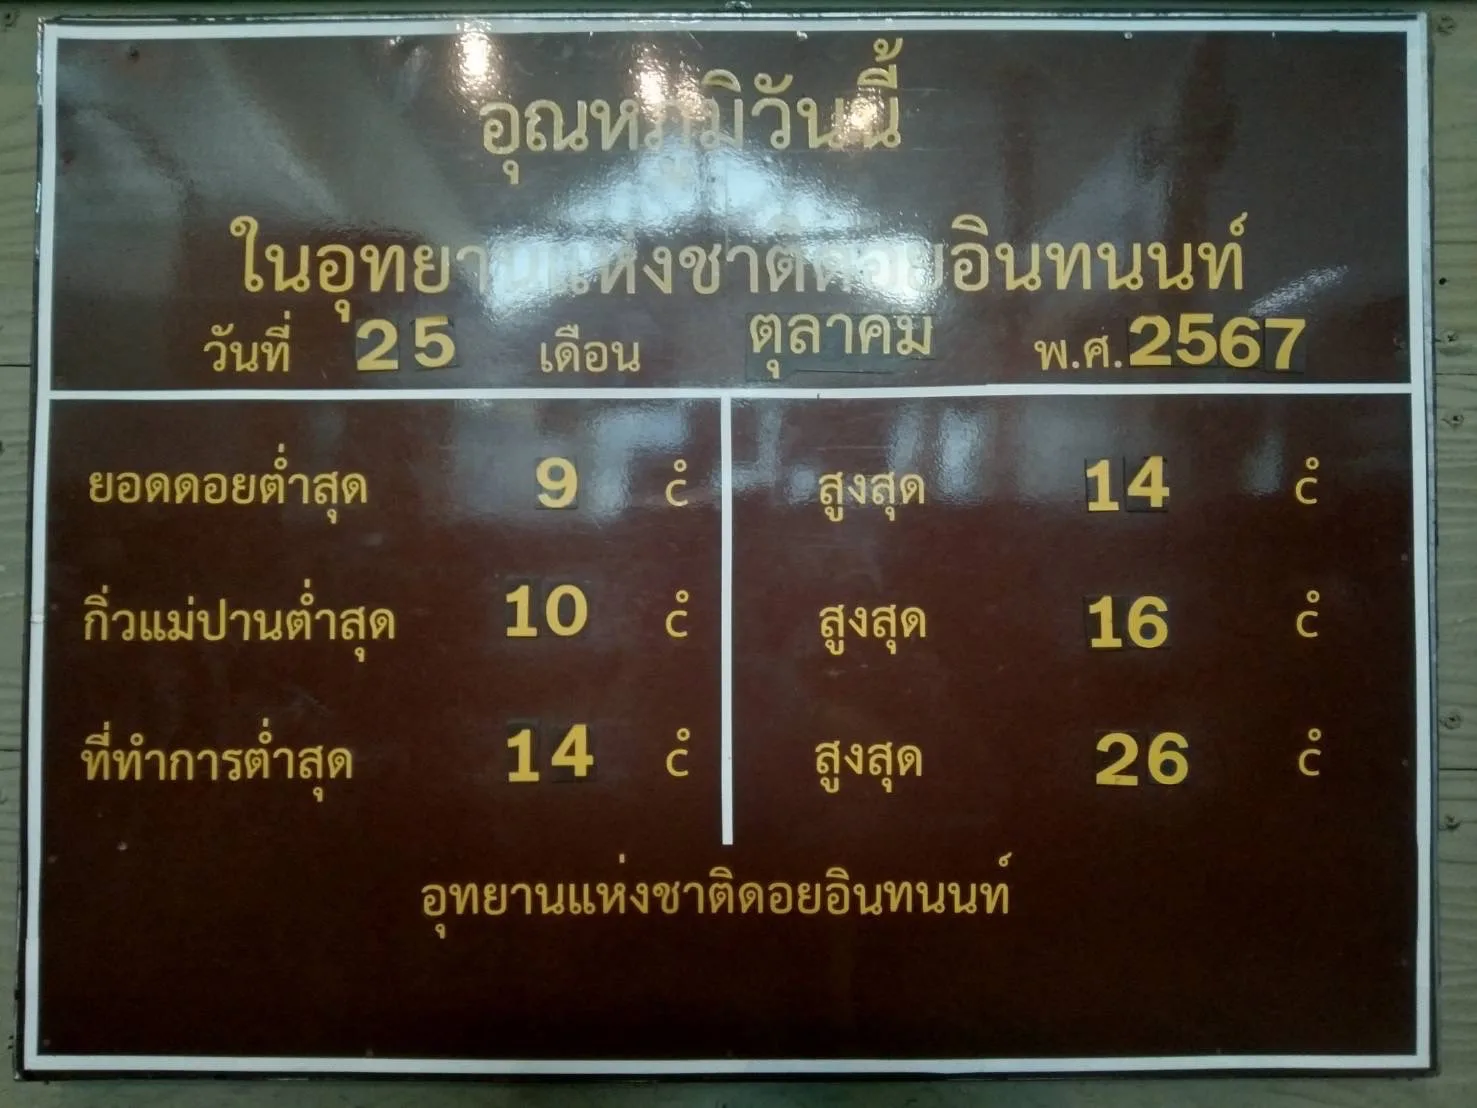 อุณหภูมิวันนี้
ในอุทยานแห่งชาติดอยอินทนนท์
วันที่ 25 เดือน ตุลาคม พ.ศ. 2567
ยอดดอยต่ำสุด 9 cํ สูงสุด 14 cํ
กิ่วแม่ปานต่ำสุด 10 cํ สูงสุด 16 cํ
ที่ทำการต่ำสุด 14 cํ สูงสุด 26 cํ
อุทยานแห่งชาติดอยอินทนนท์